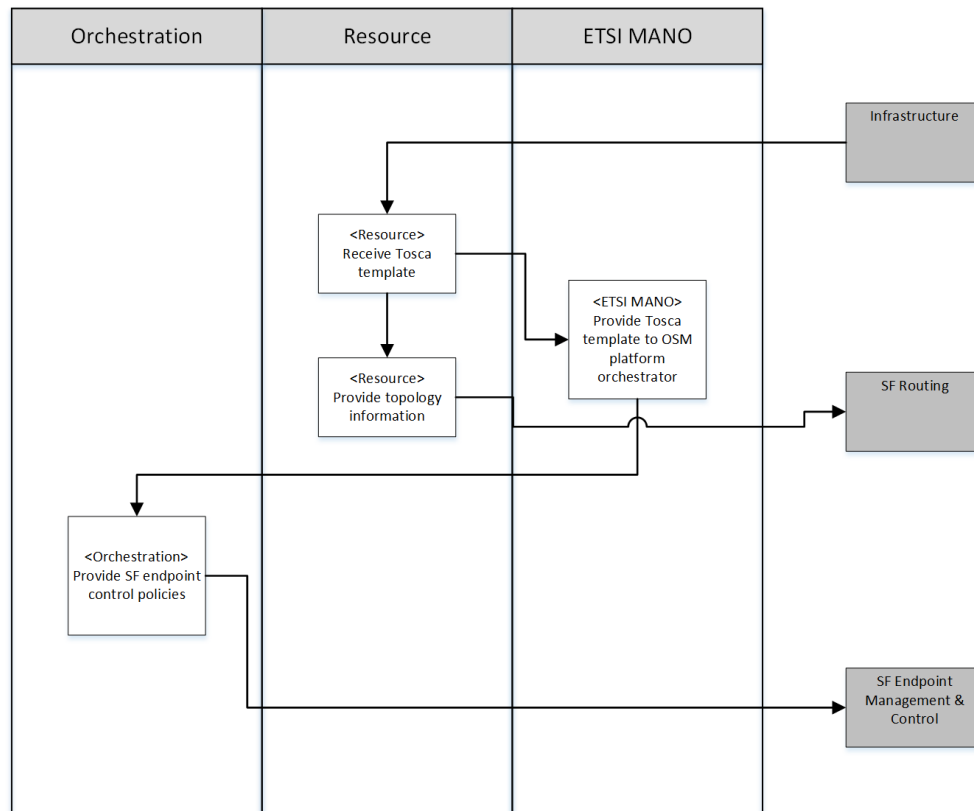 Orchestration
Resource
ETSI MANO
Infrastructure
<Resource>
Receive Tosca
template
<ETSI MANO>
Provide Tosca
template to OSM
platform
orchestrator
<Resource>
Provide topology
information
SF Routing
<Orchestration>
Provide SF endpoint
control policies
SF Endpoint
Management &
Control